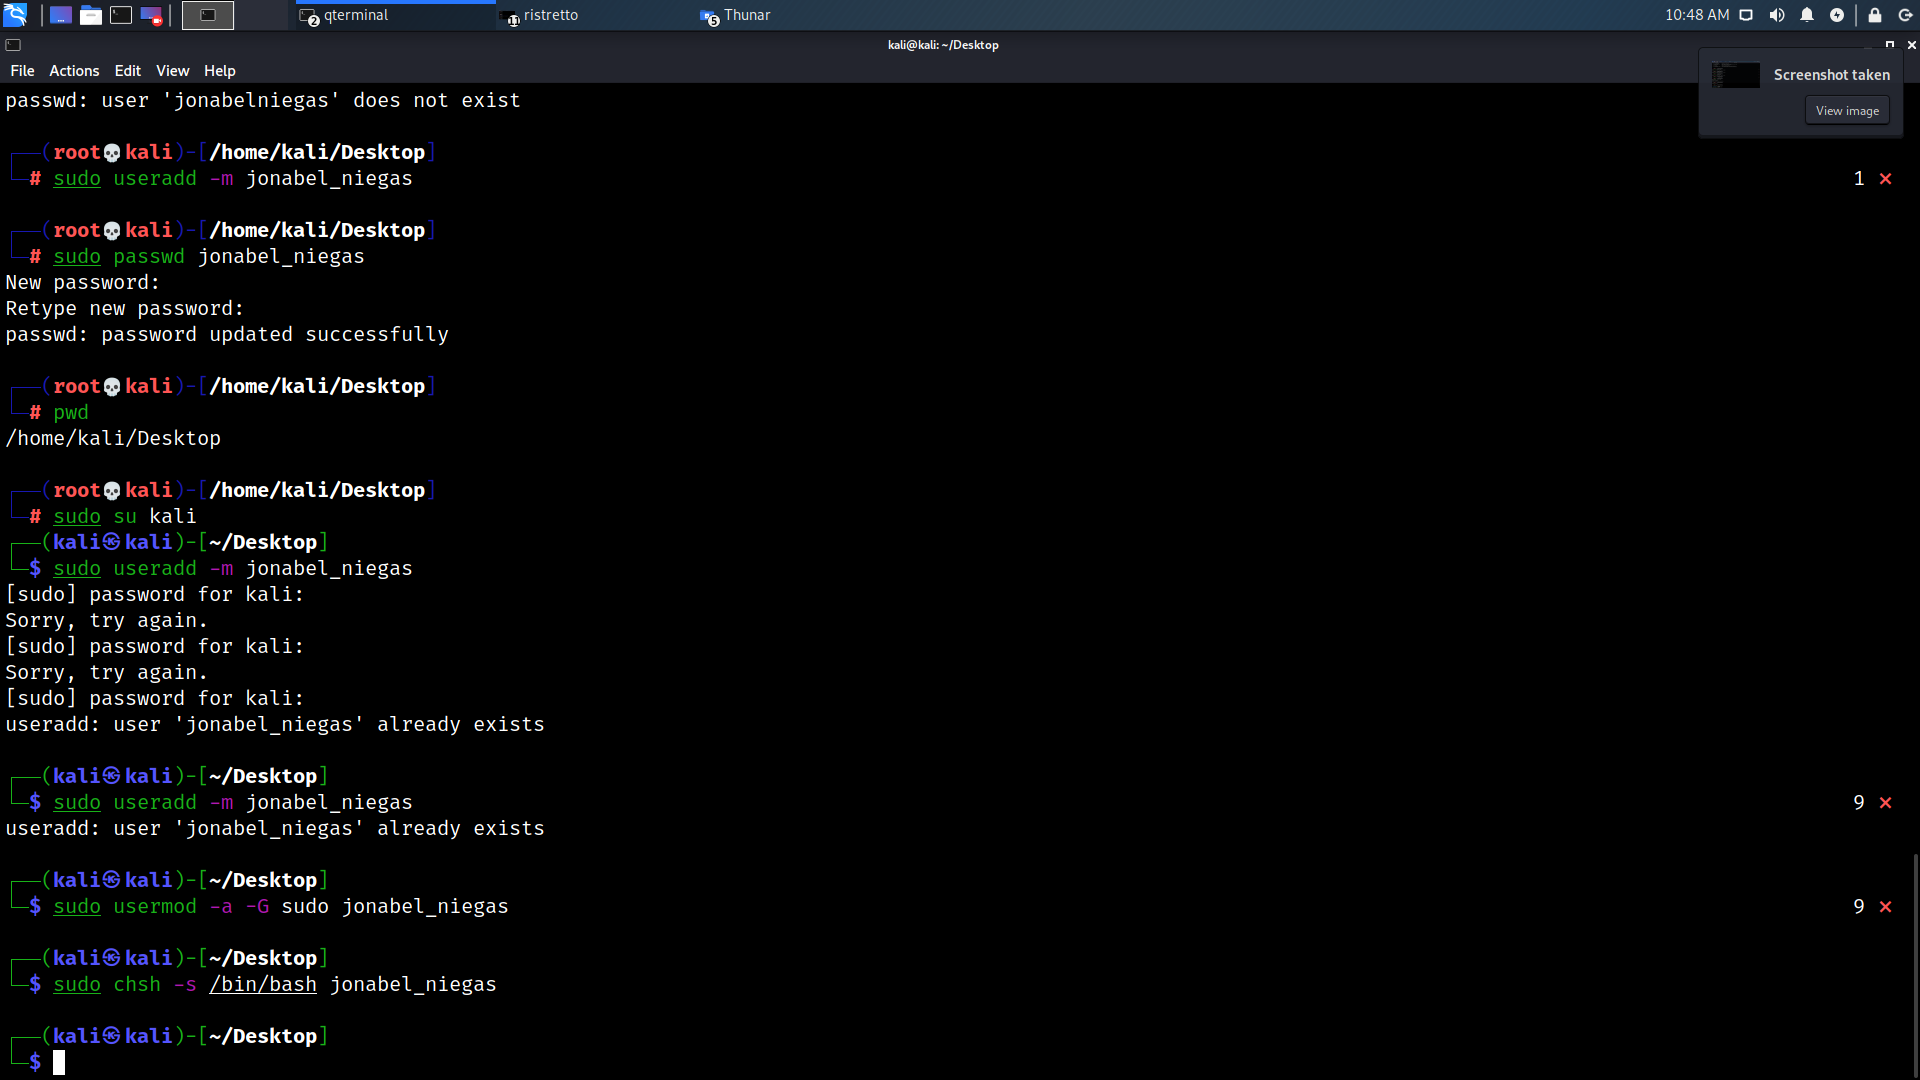 2 qterminal
11 ristretto
5 Thunar
10:48 AM
kali@kali: ~/Desktop
File Actions Edit View Help
Screenshot taken
View image
passwd: user 'jonabelniegas' does not exist
┌──(root💀kali)-[/home/kali/Desktop]
└─# sudo useradd -m jonabel_niegas 1 ⨯
┌──(root💀kali)-[/home/kali/Desktop]
└─# sudo passwd jonabel_niegas
New password:
Retype new password:
passwd: password updated successfully
┌──(root💀kali)-[/home/kali/Desktop]
└─# pwd
/home/kali/Desktop
┌──(root💀kali)-[/home/kali/Desktop]
└─# sudo su kali
┌──(kali㉿kali)-[~/Desktop]
└─$ sudo useradd -m jonabel_niegas
[sudo] password for kali:
Sorry, try again.
[sudo] password for kali:
Sorry, try again.
[sudo] password for kali:
useradd: user 'jonabel_niegas' already exists
┌──(kali㉿kali)-[~/Desktop]
└─$ sudo useradd -m jonabel_niegas 9 ⨯
useradd: user 'jonabel_niegas' already exists
┌──(kali㉿kali)-[~/Desktop]
└─$ sudo usermod -a -G sudo jonabel_niegas 9 ⨯
┌──(kali㉿kali)-[~/Desktop]
└─$ sudo chsh -s /bin/bash jonabel_niegas
┌──(kali㉿kali)-[~/Desktop]
└─$